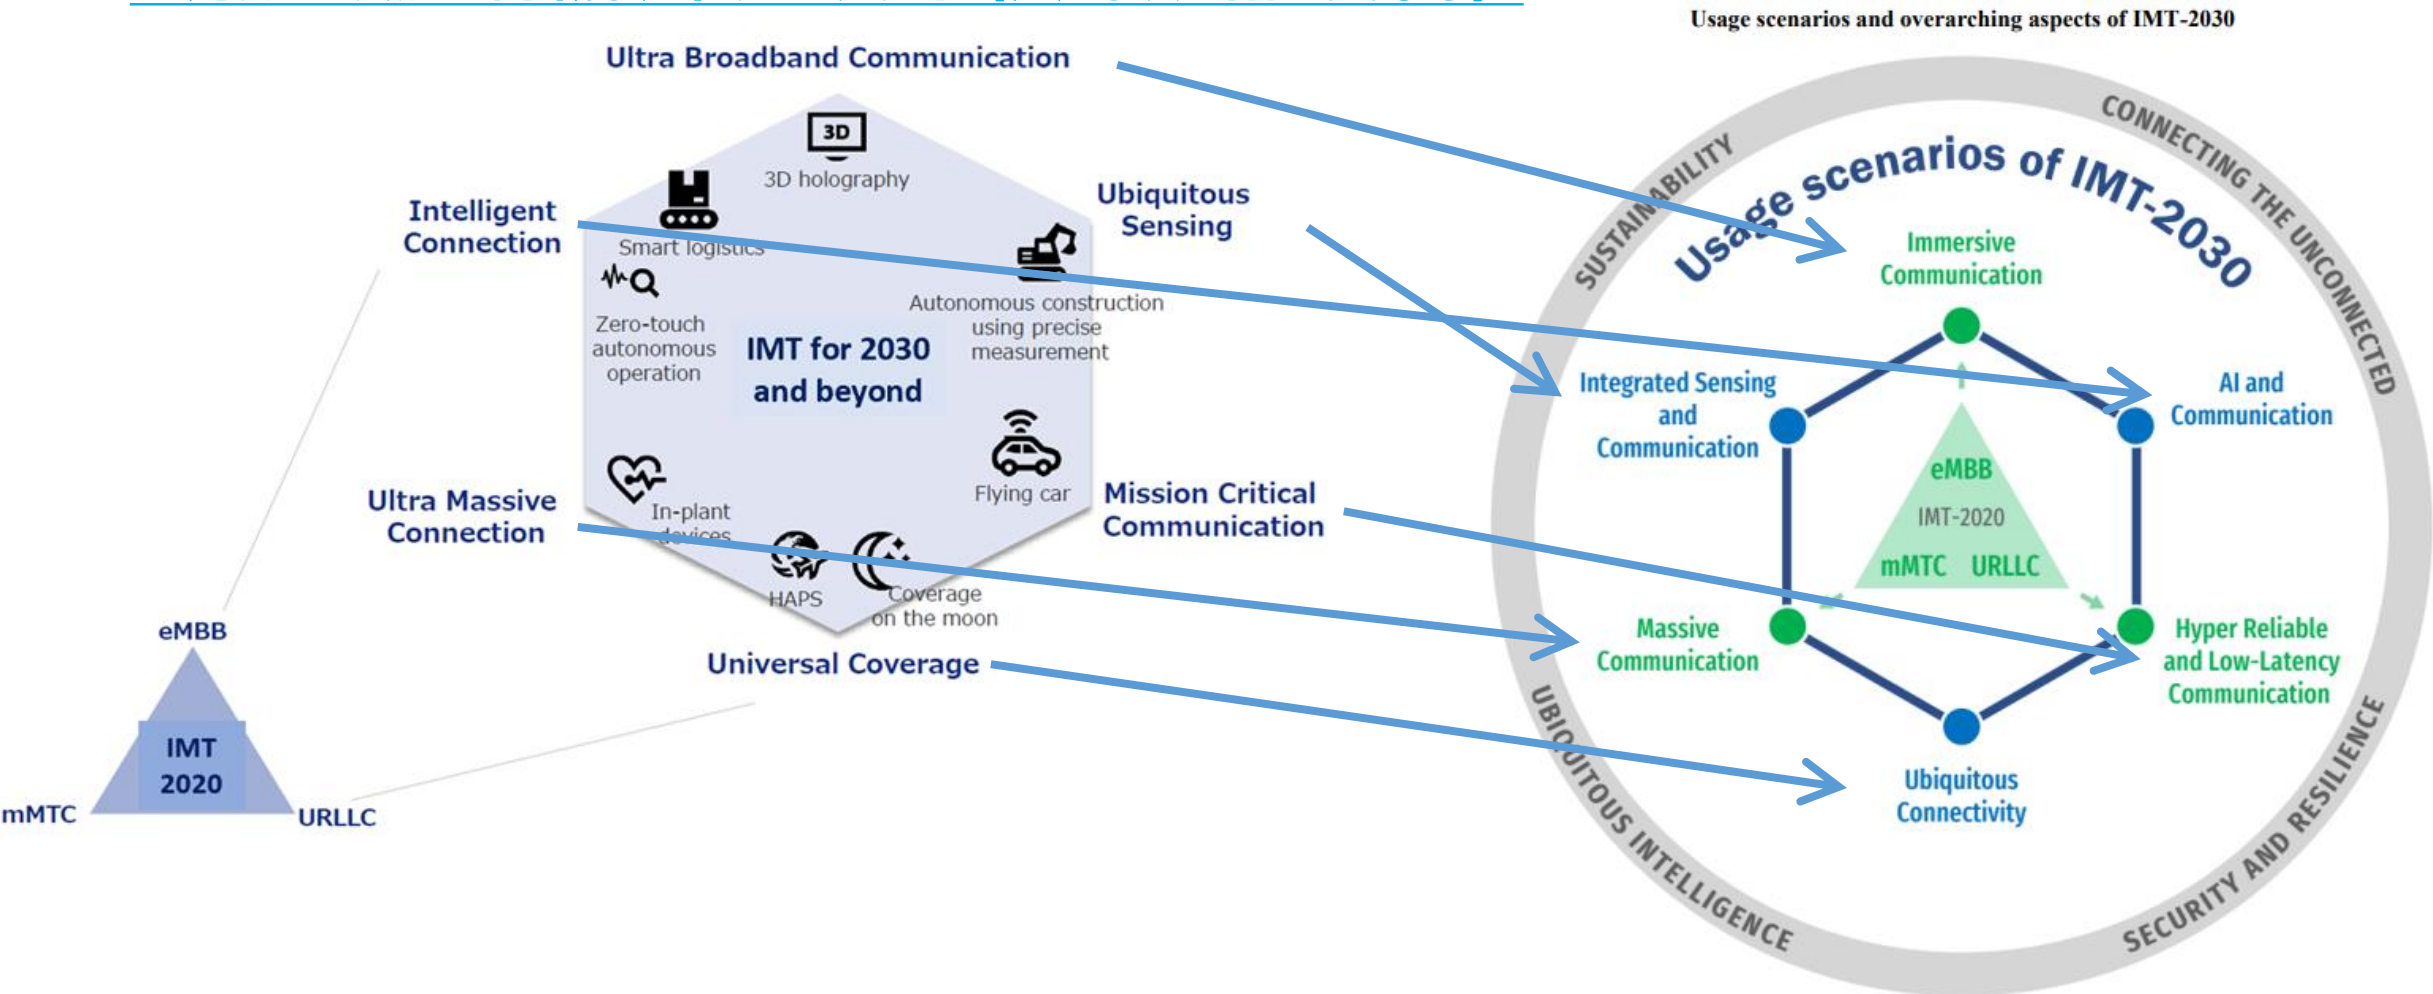 Usage scenarios and overarching aspects of IMT-2030
Ultra Broadband Communication
3D
3D holography
Intelligent
Connection
Smart logistics
Ubiquitous
Sensing
Zero-touch
autonomous
operation
IMT for 2030
and beyond
Autonomous construction
using precise
measurement
Ultra Massive
Connection
In-plant
devices
Flying car
Mission Critical
Communication
HAPS
Coverage
on the moon
Universal Coverage
eMBB
IMT
2020
mMTC
URLLC
SUSTAINABILITY
CONNECTING THE UNCONNECTED
Usage scenarios of IMT-2030
Immersive
Communication
Integrated Sensing
and
Communication
AI and
Communication
eMBB
IMT-2020
mMTC URLLC
Massive
Communication
Hyper Reliable
and Low-Latency
Communication
Ubiquitous
Connectivity
UBIQUITOUS INTELLIGENCE
SECURITY AND RESILIENCE